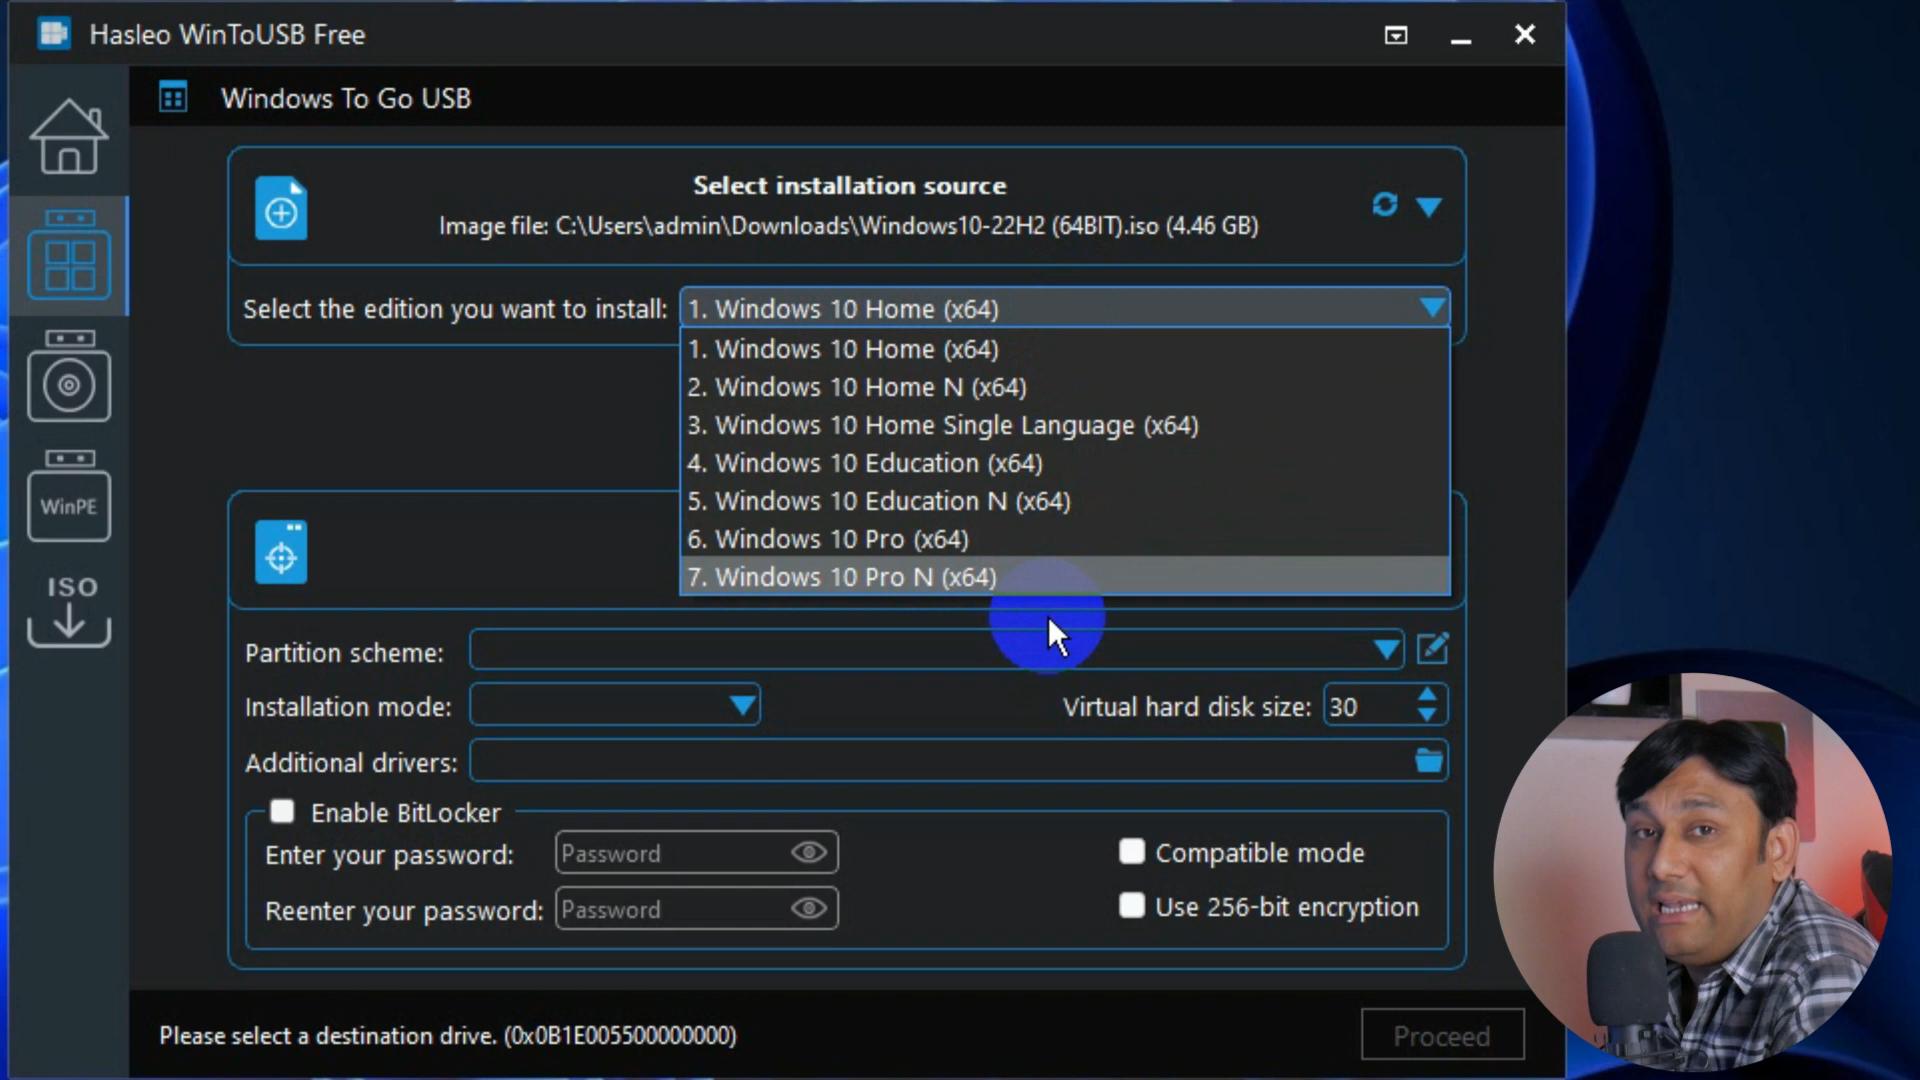 Hasleo WinToUSB Free
Windows To Go USB
Select installation source
Image file: C:\Users\admin\Downloads\Windows10-22H2 (64BIT).iso (4.46 GB)
Select the edition you want to install: 1. Windows 10 Home (x64)
1. Windows 10 Home (x64)
2. Windows 10 Home N (x64)
3. Windows 10 Home Single Language (x64)
4. Windows 10 Education (x64)
5. Windows 10 Education N (x64)
6. Windows 10 Pro (x64)
7. Windows 10 Pro N (x64)
WinPE
ISO
Partition scheme:
Installation mode:
Virtual hard disk size: 30
Additional drivers:
Enable BitLocker
Enter your password: Password
Compatible mode
Reenter your password: Password
Use 256-bit encryption
Please select a destination drive. (0x0B1E005500000000)
Proceed